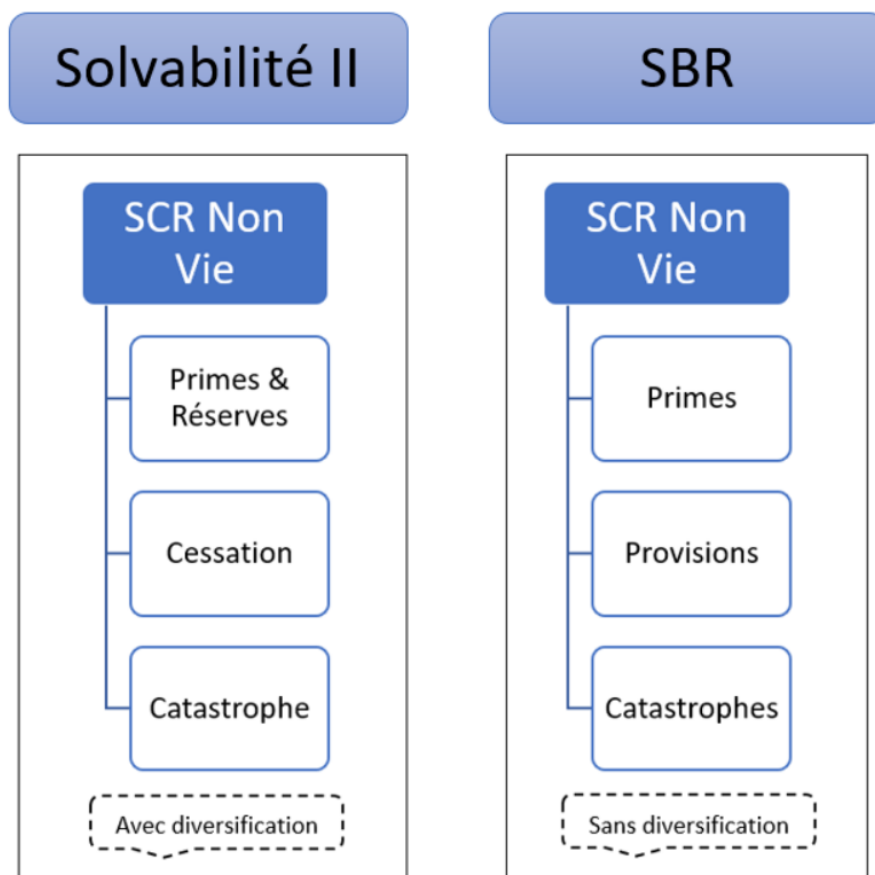 Solvabilité II
SCR Non
Vie
Primes &
Réserves
Cessation
Catastrophe
Avec diversification
SBR
SCR Non
Vie
Primes
Provisions
Catastrophes
Sans diversification